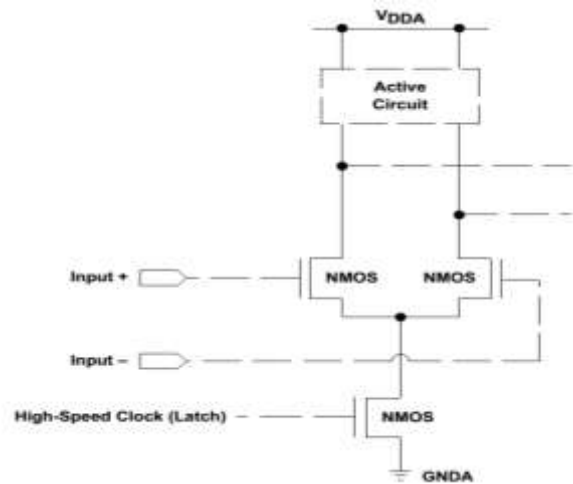 VDDA
Active
Circuit
Input +
NMOS
NMOS
Input –
High-Speed Clock (Latch)
NMOS
GNDA